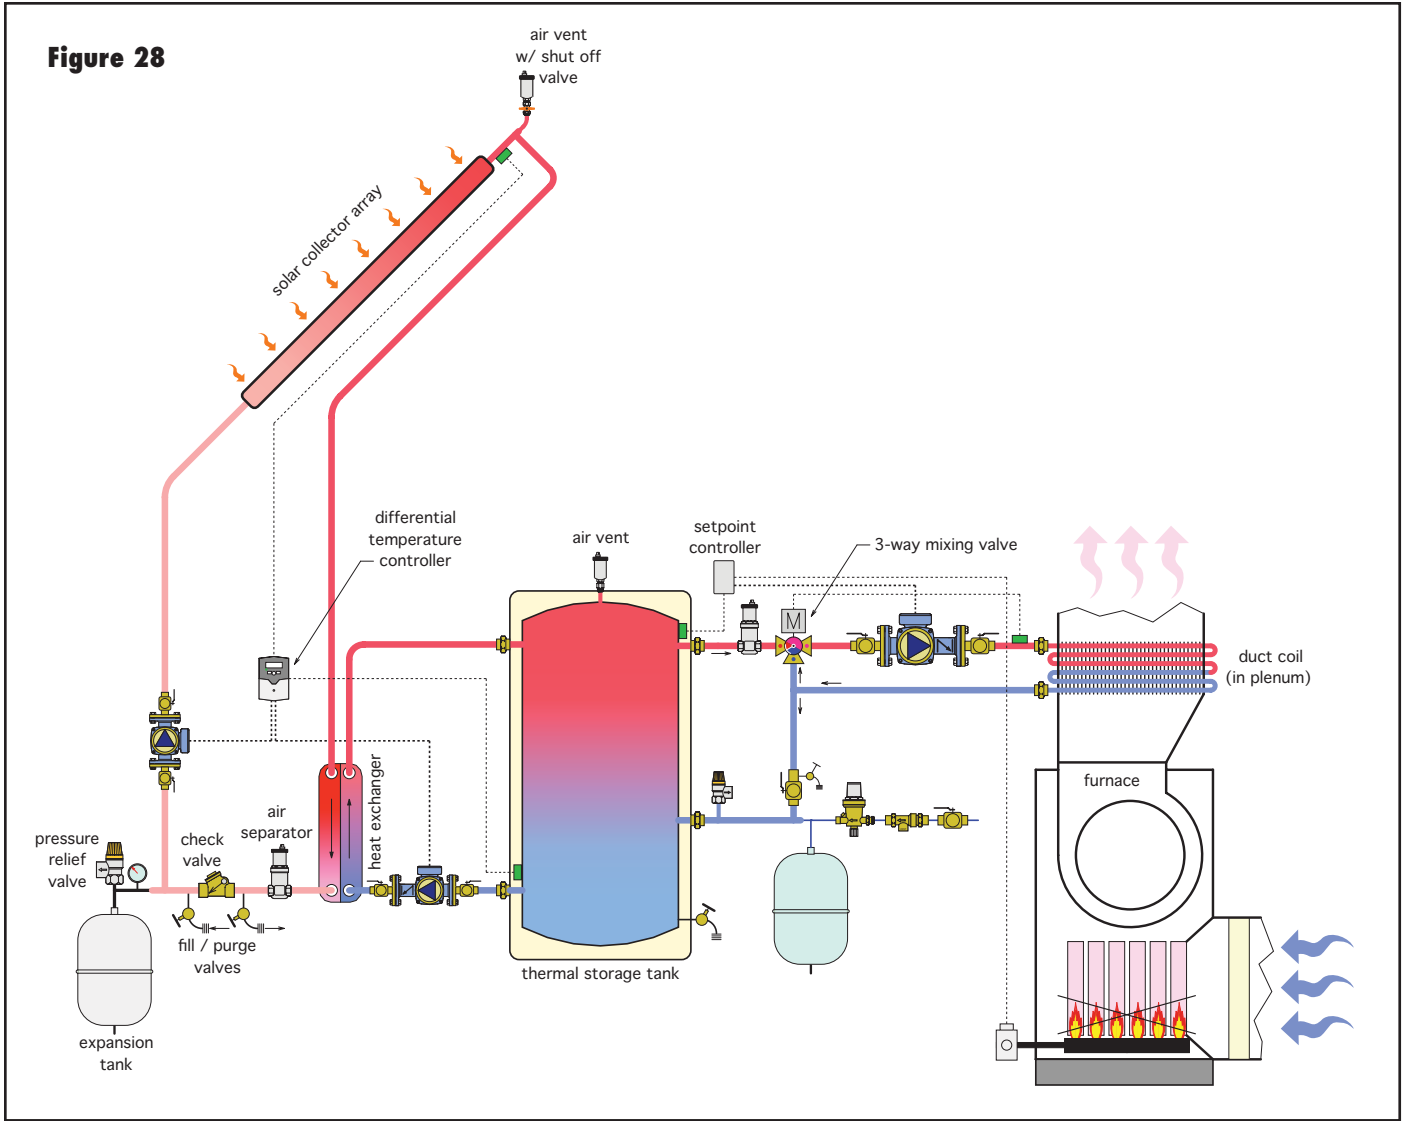 Figure 28
air vent
w/ shut off
valve
solar collector array
differential
temperature
controller
air vent
setpoint
controller
3-way mixing valve
M
duct coil
(in plenum)
furnace
heat exchanger
air
separator
check
valve
pressure
relief
valve
fill / purge
valves
thermal storage tank
expansion
tank